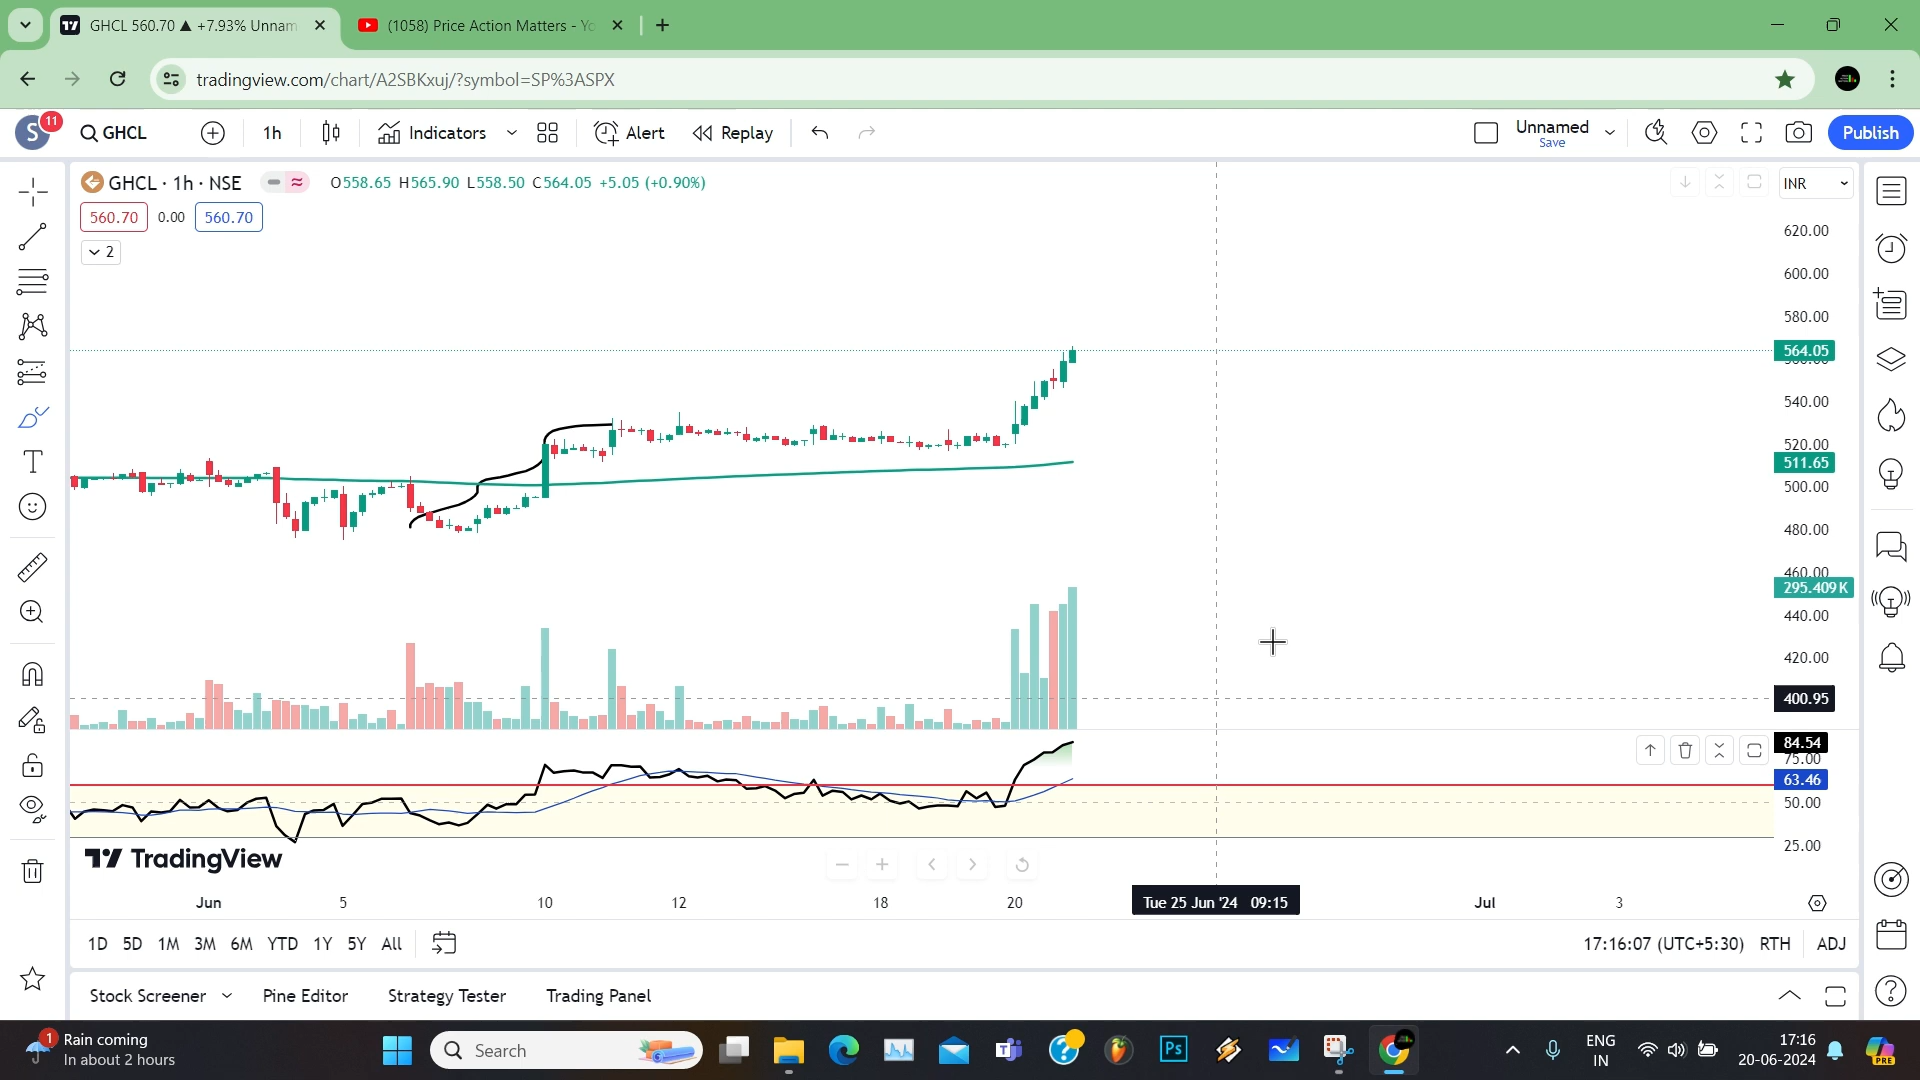 GHCL 560.70 ▲ +7.93% Unnam
(1058) Price Action Matters - Yo
tradingview.com/chart/A2SBKxuj/?symbol=SP%3ASPX
S
11
GHCL
1h
Indicators
Alert
Replay
Unnamed
Save
Publish
GHCL · 1h · NSE
O558.65 H565.90 L558.50 C564.05 +5.05 (+0.90%)
INR
560.70
0.00
560.70
2
620.00
600.00
580.00
564.05
540.00
520.00
511.65
500.00
480.00
460.00
295.409K
440.00
420.00
400.95
84.54
75.00
63.46
50.00
25.00
TradingView
Jun
5
10
12
18
20
Tue 25 Jun '24 09:15
Jul
3
1D
5D
1M
3M
6M
YTD
1Y
5Y
All
17:16:07 (UTC+5:30)
RTH
ADJ
Stock Screener
Pine Editor
Strategy Tester
Trading Panel
1
Rain coming
In about 2 hours
Search
Ps
ENG
IN
17:16
20-06-2024
PRE